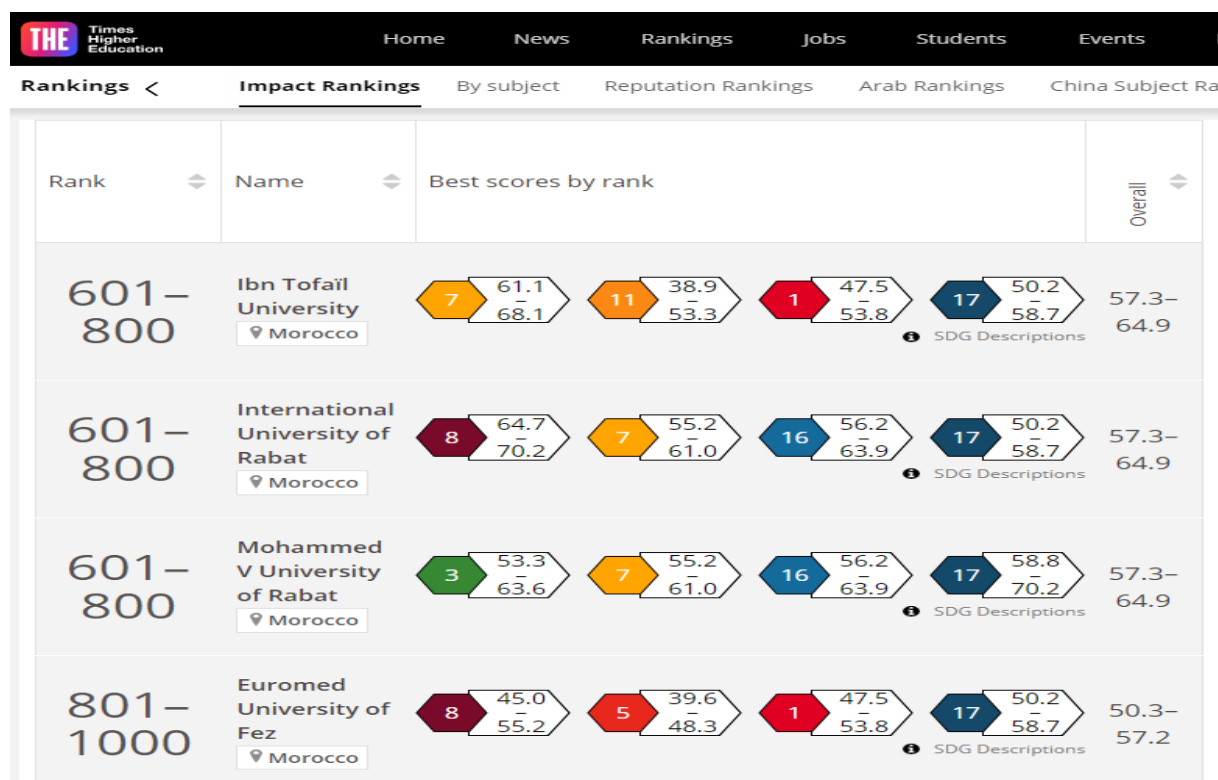 THE Times Higher Education
Home News Rankings Jobs Students Events
Rankings < Impact Rankings By subject Reputation Rankings Arab Rankings China Subject Ra
Rank Name Best scores by rank Overall
601–800
Ibn Tofaïl University
Morocco
7 61.1–68.1 11 38.9–53.3 1 47.5–53.8 17 50.2–58.7
SDG Descriptions
57.3–64.9
601–800
International University of Rabat
Morocco
8 64.7–70.2 7 55.2–61.0 16 56.2–63.9 17 50.2–58.7
SDG Descriptions
57.3–64.9
601–800
Mohammed V University of Rabat
Morocco
3 53.3–63.6 7 55.2–61.0 16 56.2–63.9 17 58.8–70.2
SDG Descriptions
57.3–64.9
801–1000
Euromed University of Fez
Morocco
8 45.0–55.2 5 39.6–48.3 1 47.5–53.8 17 50.2–58.7
SDG Descriptions
50.3–57.2